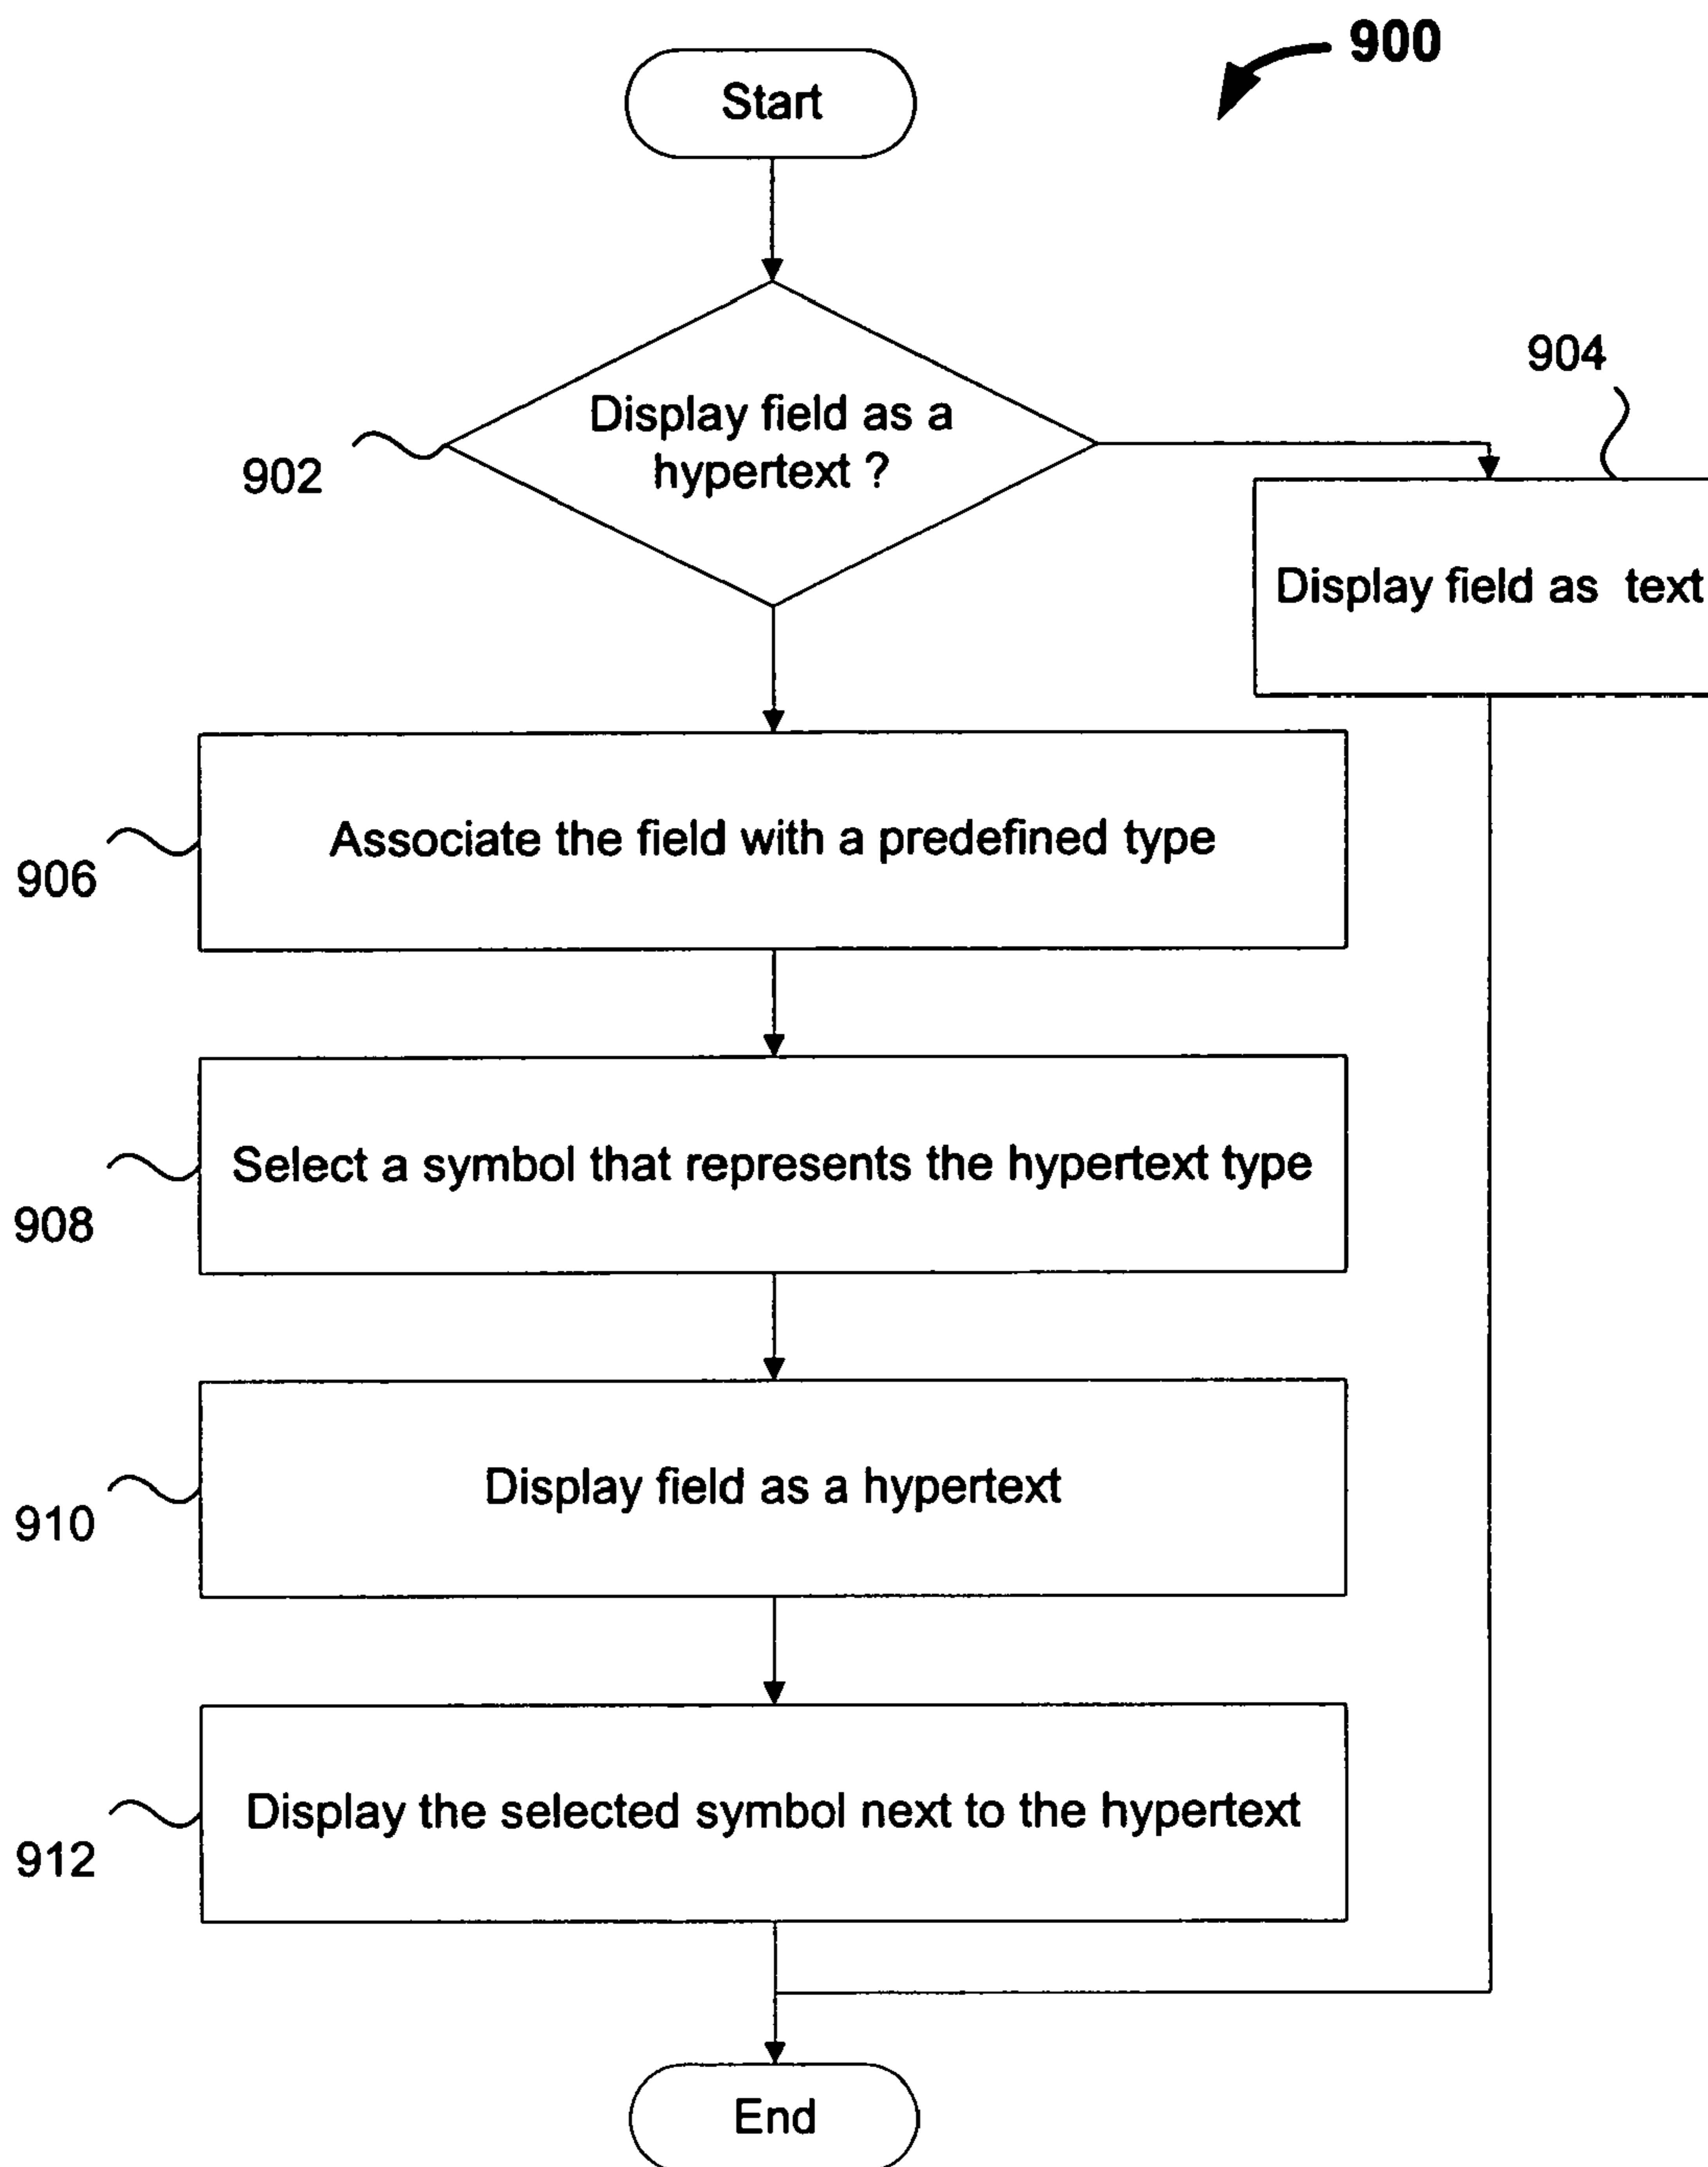 900
Start
Display field as a
hypertext ?
902
904
Display field as text
Associate the field with a predefined type
906
Select a symbol that represents the hypertext type
908
Display field as a hypertext
910
Display the selected symbol next to the hypertext
912
End